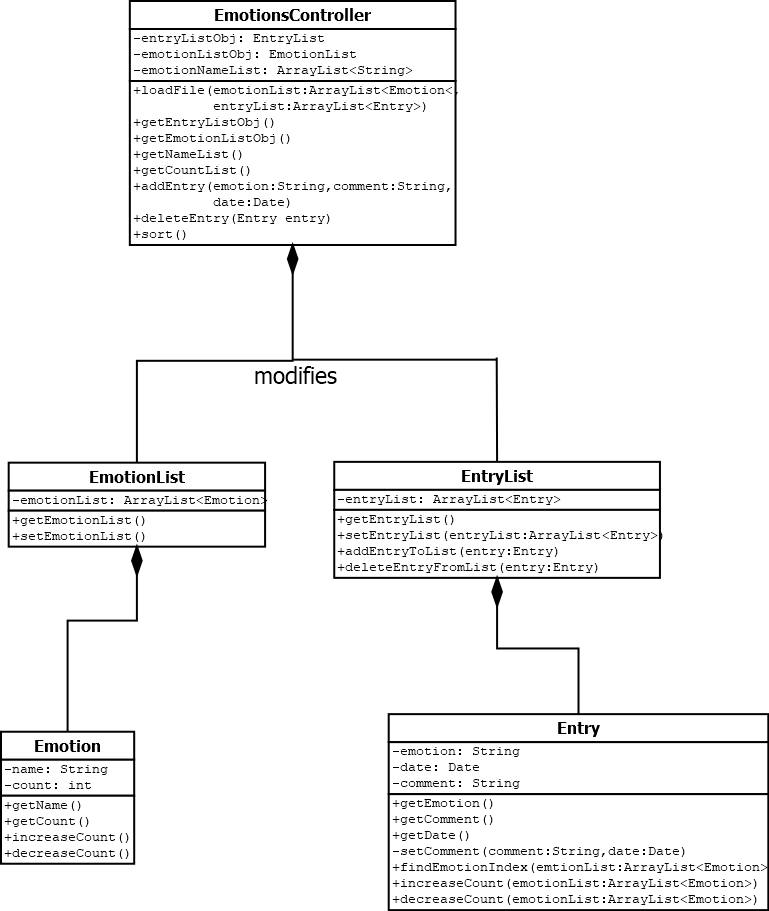 EmotionsController
-entryListObj: EntryList
-emotionListObj: EmotionList
-emotionNameList: ArrayList<String>
+loadFile(emotionList:ArrayList<Emotion<,
entryList:ArrayList<Entry>)
+getEntryListObj()
+getEmotionListObj()
+getNameList()
+getCountList()
+addEntry(emotion:String,comment:String,
date:Date)
+deleteEntry(Entry entry)
+sort()
modifies
EmotionList
-emotionList: ArrayList<Emotion>
+getEmotionList()
+setEmotionList()
EntryList
-entryList: ArrayList<Entry>
+getEntryList()
+setEntryList(entryList:ArrayList<Entry>)
+addEntryToList(entry:Entry)
+deleteEntryFromList(entry:Entry)
Emotion
-name: String
-count: int
+getName()
+getCount()
+increaseCount()
+decreaseCount()
Entry
-emotion: String
-date: Date
-comment: String
+getEmotion()
+getComment()
+getDate()
-setComment(comment:String,date:Date)
+findEmotionIndex(emtionList:ArrayList<Emotion>
+increaseCount(emotionList:ArrayList<Emotion>)
+decreaseCount(emotionList:ArrayList<Emotion>)